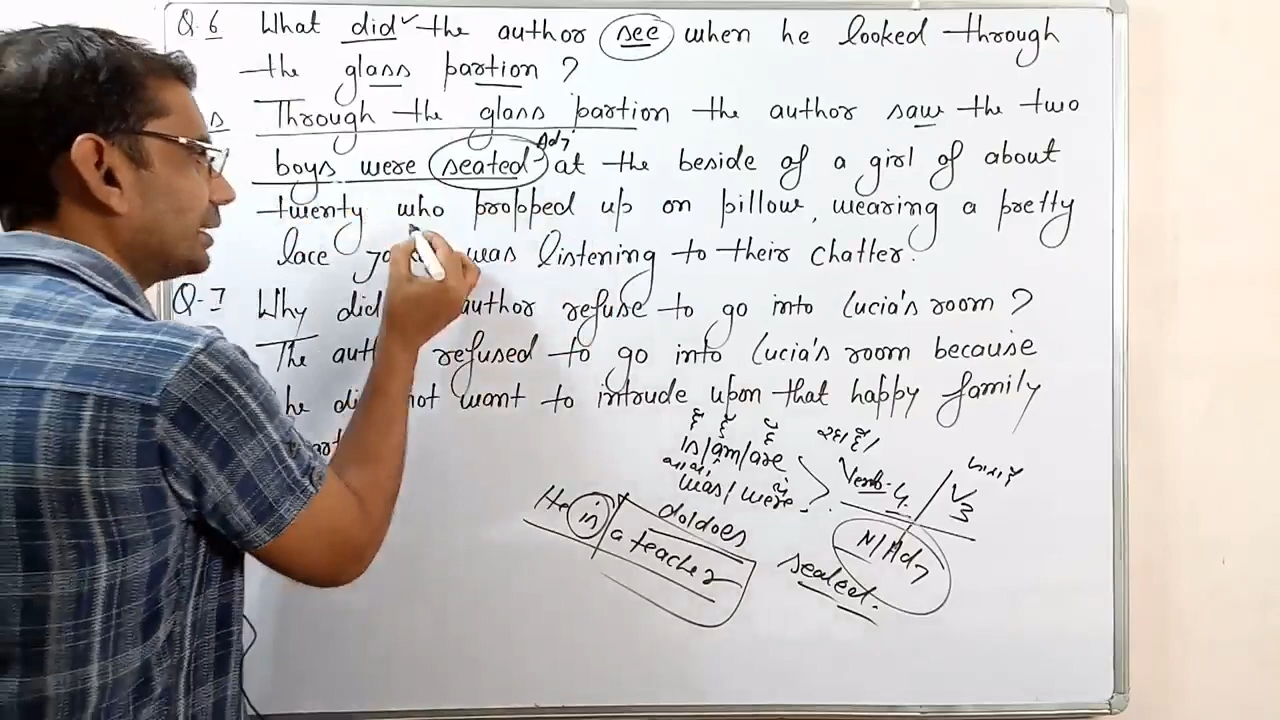 Q.6 What did the author see when he looked through
the glass partion ?
s Through the glass partion the author saw the two
boys were seated at the beside of a girl of about
Adj
twenty who propped up on pillow, wearing a pretty
lace was listening to their chatter.
Q-7 Why did author refuse to go into Lucia's room ?
The auth refused to go into Lucia's room because
he di not want to intrude upon that happy family
is/am/are
was/were
do/does
Verb-4
V3
N/Adj
He is a teacher
seated.